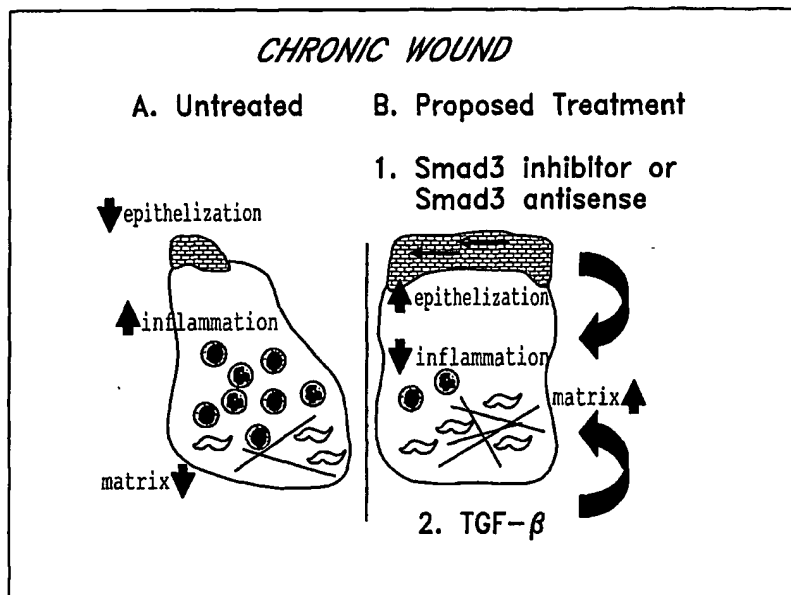 CHRONIC WOUND
A. Untreated
B. Proposed Treatment
1. Smad3 inhibitor or
Smad3 antisense
epithelization
inflammation
matrix
epithelization
inflammation
matrix
2. TGF-β